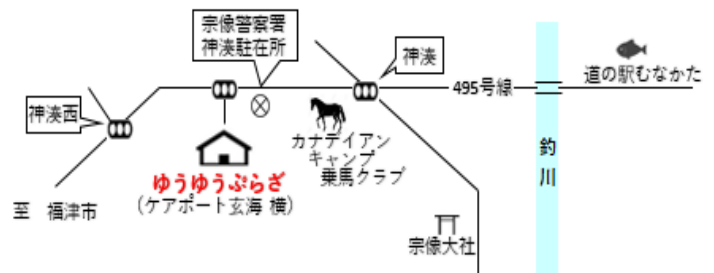 宗像警察署
神湊駐在所
神湊
道の駅むなかた
495号線
神湊西
カナディアン
キャンプ
乗馬クラブ
釣川
ゆうゆうぷらざ
(ケアポート玄海 横)
至 福津市
宗像大社